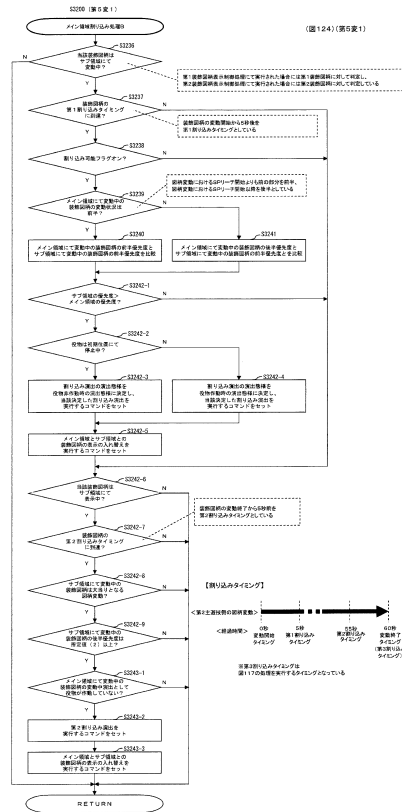 S3200 (第5変1)
(図124)(第5変1)
メイン領域割り込み処理B
S3236
当該装飾図柄は
サブ領域にて
変動中?
N
Y
第1装飾図柄表示制御処理にて実行された場合には第1装飾図柄に対して判定し、
第2装飾図柄表示制御処理にて実行された場合には第2装飾図柄に対して判定している
S3237
装飾図柄の
第1割り込みタイミング
に到達?
N
Y
装飾図柄の変動開始から5秒後を
第1割り込みタイミングとしている
S3238
割り込み可能フラグオン?
N
Y
S3239
メイン領域にて変動中の
装飾図柄の変動状況は
前半?
N
Y
図柄変動におけるSPリーチ開始よりも前の部分を前半、
図柄変動におけるSPリーチ開始以降を後半としている
S3240
メイン領域にて変動中の装飾図柄の前半優先度と
サブ領域にて変動中の装飾図柄の前半優先度を比較
S3241
メイン領域にて変動中の装飾図柄の後半優先度と
サブ領域にて変動中の装飾図柄の前半優先度とを比較
S3242-1
サブ領域の優先度>
メイン領域の優先度?
N
Y
S3242-2
役物は初期位置にて
停止中?
N
Y
S3242-3
割り込み演出の演出態様を
役物非作動時の演出態様に決定し、
当該決定した割り込み演出を
実行するコマンドをセット
S3242-4
割り込み演出の演出態様を
役物作動時の演出態様に決定し、
当該決定した割り込み演出を
実行するコマンドをセット
S3242-5
メイン領域とサブ領域との
装飾図柄の表示の入れ替えを
実行するコマンドをセット
S3242-6
当該装飾図柄は
サブ領域にて
表示中?
N
Y
S3242-7
装飾図柄の
第2割り込みタイミング
に到達?
N
Y
装飾図柄の変動終了から5秒前を
第2割り込みタイミングとしている
S3242-8
サブ領域にて変動中の
装飾図柄は大当りとなる
図柄変動?
N
Y
S3242-9
サブ領域にて変動中の
装飾図柄の後半優先度は
所定値(2)以上?
N
Y
S3243-1
メイン領域にて変動中の
装飾図柄の変動中演出として
役物が作動していない?
N
Y
S3243-2
第2割り込み演出を
実行するコマンドをセット
S3243-3
メイン領域とサブ領域との
装飾図柄の表示の入れ替えを
実行するコマンドをセット
RETURN
【割り込みタイミング】
<第2主遊技側の図柄変動>
<経過時間>
0秒
変動開始
タイミング
5秒
第1割り込み
タイミング
55秒
第2割り込み
タイミング
60秒
変動終了
タイミング
(第3割り込み
タイミング)
※第3割り込みタイミングは
図117の処理を実行するタイミングとなっている